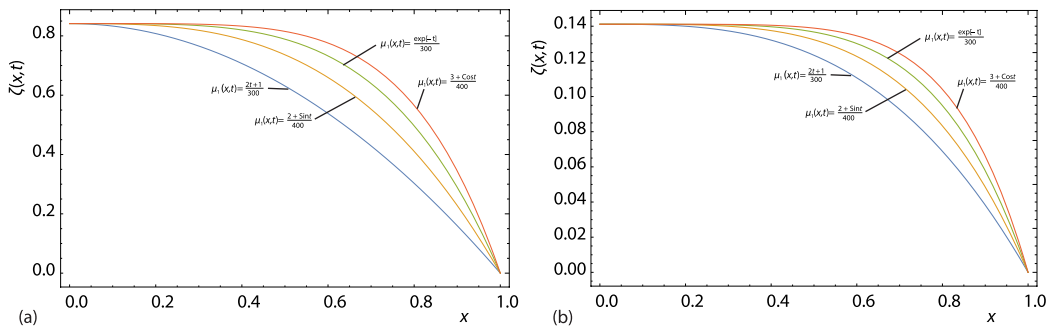 0.8
0.6
0.8
0.2
0.0
ζ(x,t)
μ₁(x,t)= exp[–t]/300
μ₁(x,t)= 3 + Cost/400
μ₁(x,t)= 2t+1/300
μ₁(x,t)= 2 + Sint/400
0.0 0.2 0.4 0.6 0.8 1.0
(a) x
0.14
0.12
0.10
0.08
0.06
0.04
0.02
0.00
ζ(x,t)
μ₁(x,t)= exp[–t]/300
μ₁(x,t)= 3 + Cost/400
μ₁(x,t)= 2t+1/300
μ₁(x,t)= 2 + Sint/400
0.0 0.2 0.4 0.6 0.8 1.0
(b) x